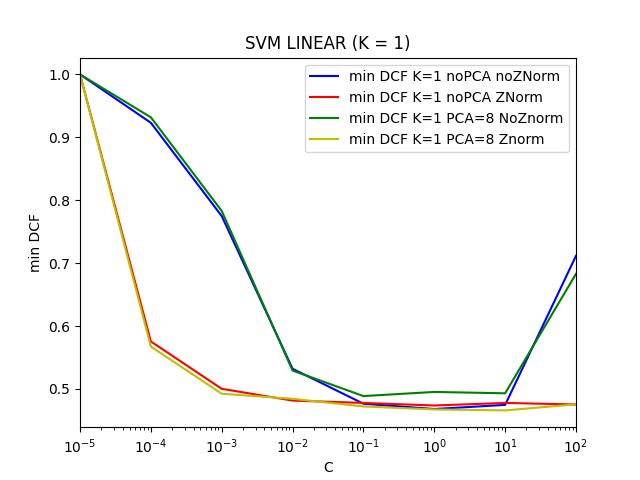 SVM LINEAR (K = 1)
min DCF K=1 noPCA noZNorm
min DCF K=1 noPCA ZNorm
min DCF K=1 PCA=8 NoZnorm
min DCF K=1 PCA=8 Znorm
min DCF
1.0
0.9
0.8
0.7
0.6
0.5
10⁻⁵ 10⁻⁴ 10⁻³ 10⁻² 10⁻¹ 10⁰ 10¹ 10²
C